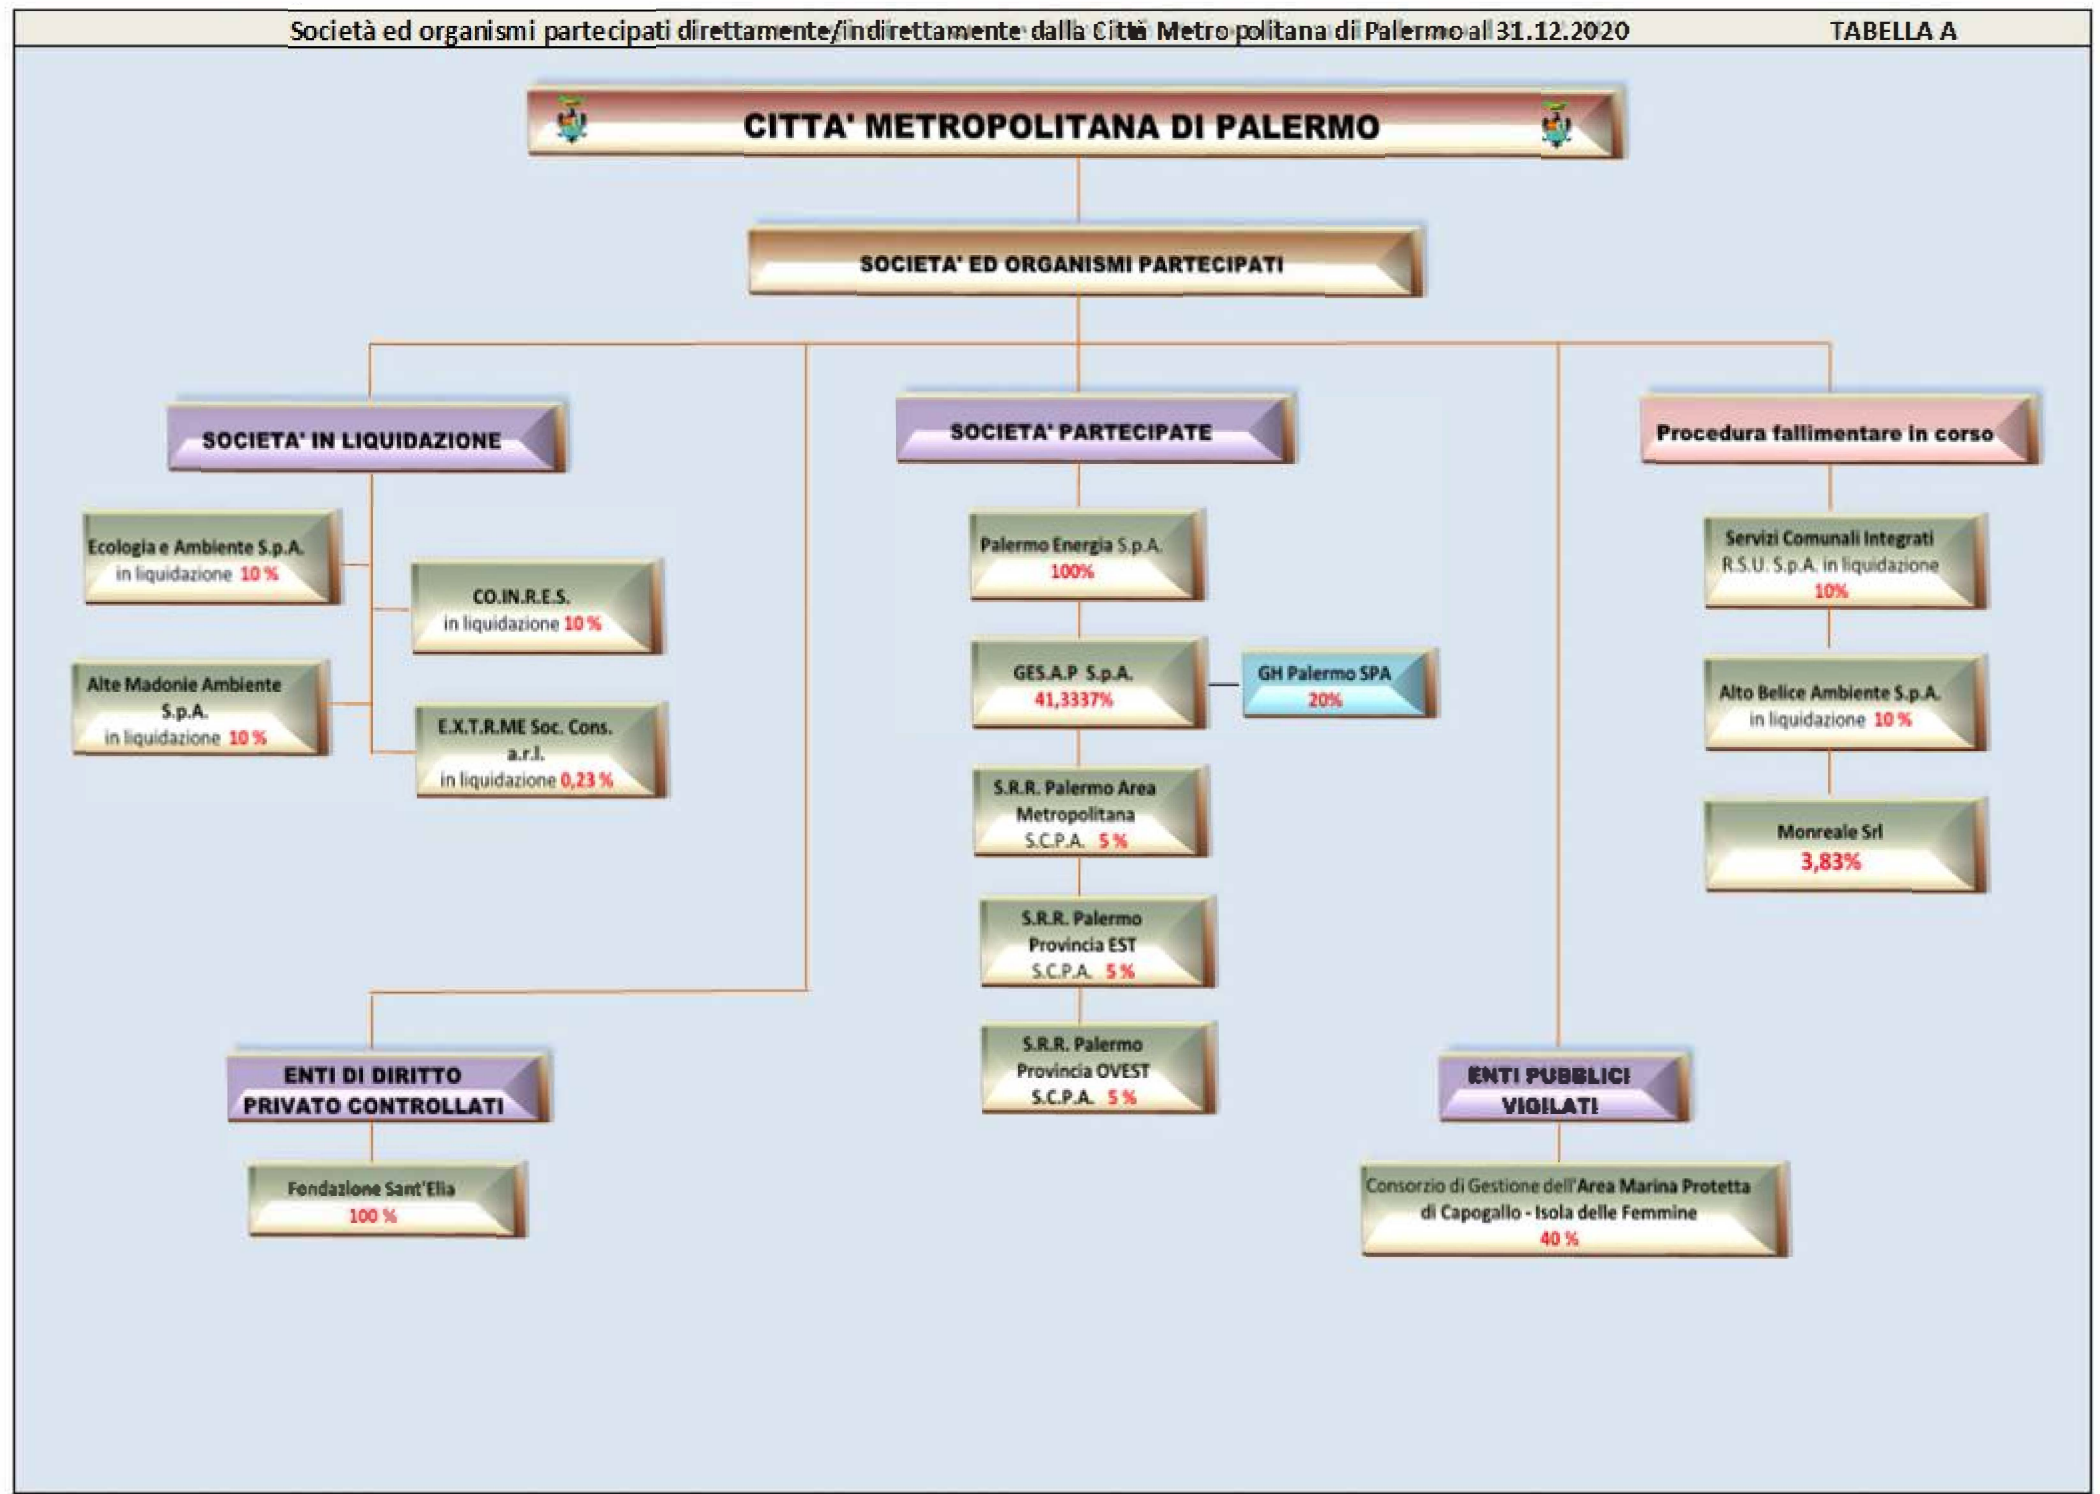 Società ed organismi partecipati direttamente/indirettamente dalla Città Metropolitana di Palermo al 31.12.2020 TABELLA A
CITTA' METROPOLITANA DI PALERMO
SOCIETA' ED ORGANISMI PARTECIPATI
SOCIETA' IN LIQUIDAZIONE
Ecologia e Ambiente S.p.A.
in liquidazione 10 %
CO.IN.R.E.S.
in liquidazione 10 %
Alte Madonie Ambiente
S.p.A.
in liquidazione 10 %
E.X.T.R.ME Soc. Cons.
a.r.l.
in liquidazione 0,23 %
SOCIETA' PARTECIPATE
Palermo Energia S.p.A.
100%
GES.A.P S.p.A.
41,3337%
GH Palermo SPA
20%
S.R.R. Palermo Area
Metropolitana
S.C.P.A. 5 %
S.R.R. Palermo
Provincia EST
S.C.P.A. 5 %
S.R.R. Palermo
Provincia OVEST
S.C.P.A. 5 %
Procedura fallimentare in corso
Servizi Comunali Integrati
R.S.U. S.p.A. in liquidazione
10%
Alto Belice Ambiente S.p.A.
in liquidazione 10 %
Monreale Srl
3,83%
ENTI DI DIRITTO
PRIVATO CONTROLLATI
Fondazione Sant'Elia
100 %
ENTI PUBBLICI
VIGILATI
Consorzio di Gestione dell'Area Marina Protetta
di Capogallo - Isola delle Femmine
40 %